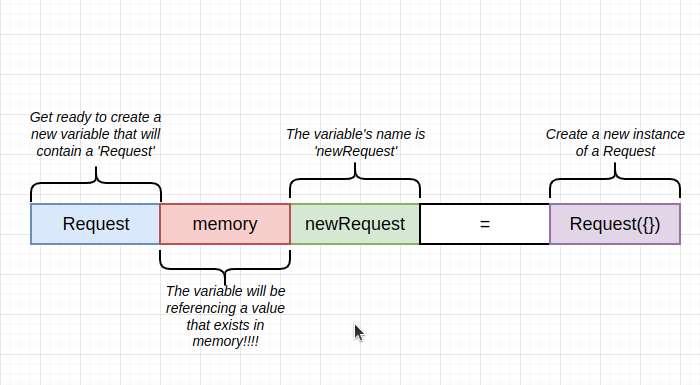 Get ready to create a
new variable that will
contain a 'Request'
The variable's name is
'newRequest'
Create a new instance
of a Request
Request memory newRequest = Request({})
The variable will be
referencing a value
that exists in
memory!!!!